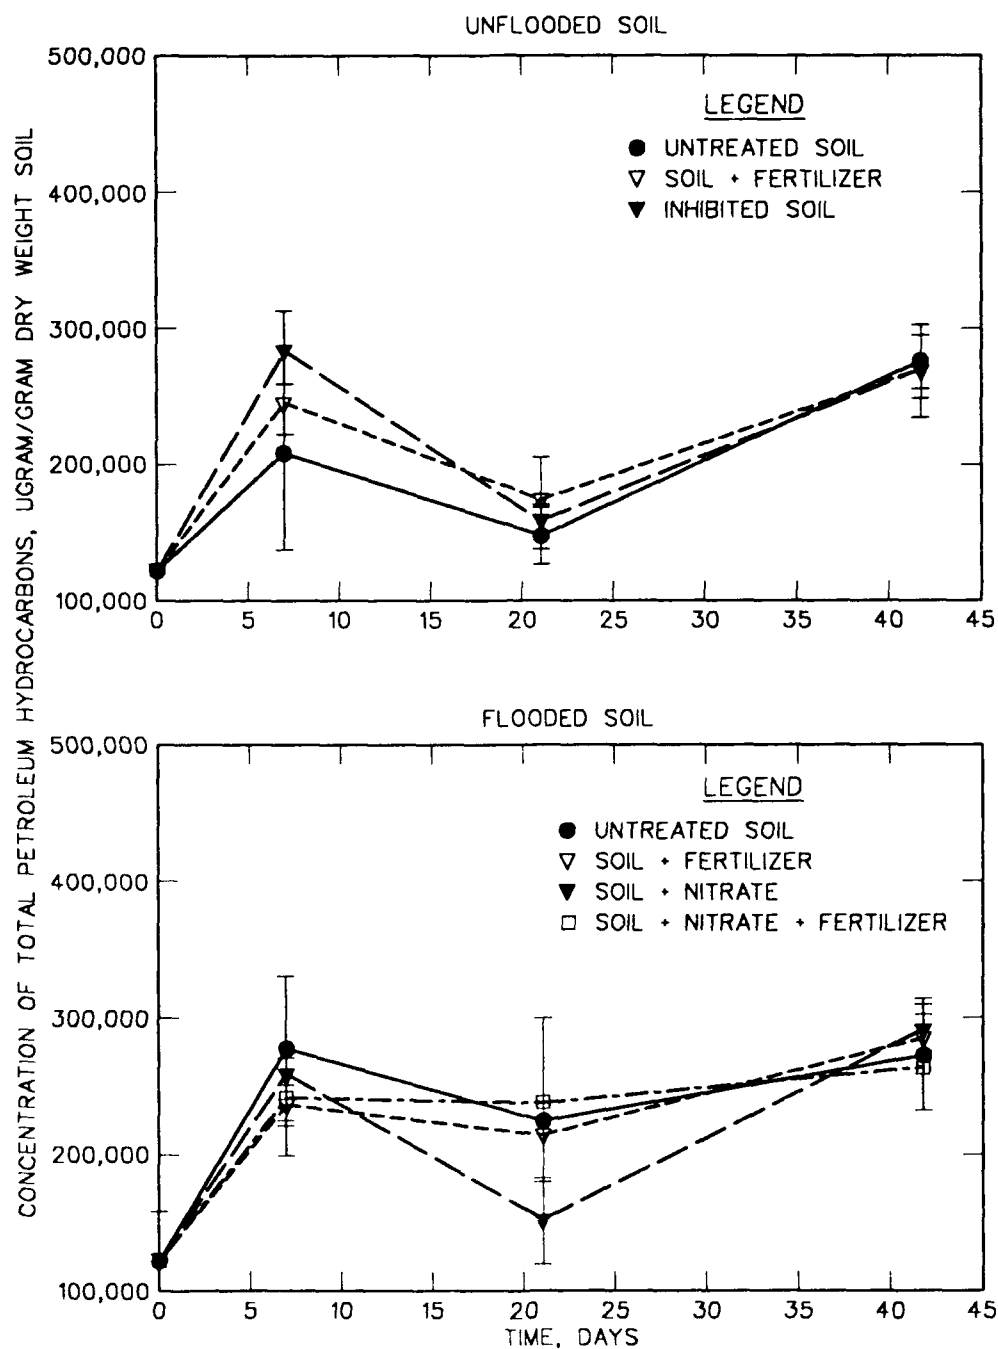 UNFLOODED SOIL
500,000
400,000
300,000
200,000
100,000
LEGEND
UNTREATED SOIL
SOIL + FERTILIZER
INHIBITED SOIL
0 5 10 15 20 25 30 35 40 45
CONCENTRATION OF TOTAL PETROLEUM HYDROCARBONS, UGRAM/GRAM DRY WEIGHT SOIL
FLOODED SOIL
500,000
400,000
300,000
200,000
100,000
LEGEND
UNTREATED SOIL
SOIL + FERTILIZER
SOIL + NITRATE
SOIL + NITRATE + FERTILIZER
0 5 10 15 20 25 30 35 40 45
TIME, DAYS